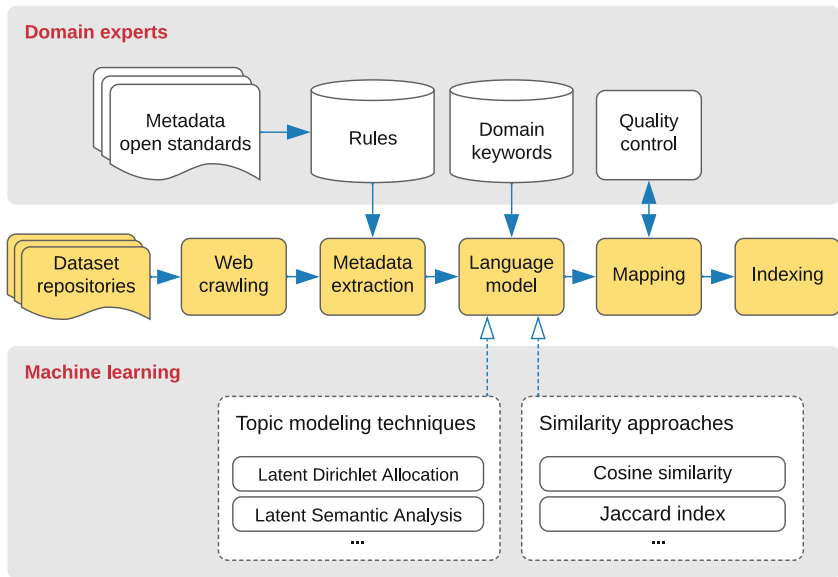 Domain experts
Metadata
open standards
Rules
Domain
keywords
Quality
control
Dataset
repositories
Web
crawling
Metadata
extraction
Language
model
Mapping
Indexing
Machine learning
Topic modeling techniques
Latent Dirichlet Allocation
Latent Semantic Analysis
...
Similarity approaches
Cosine similarity
Jaccard index
...